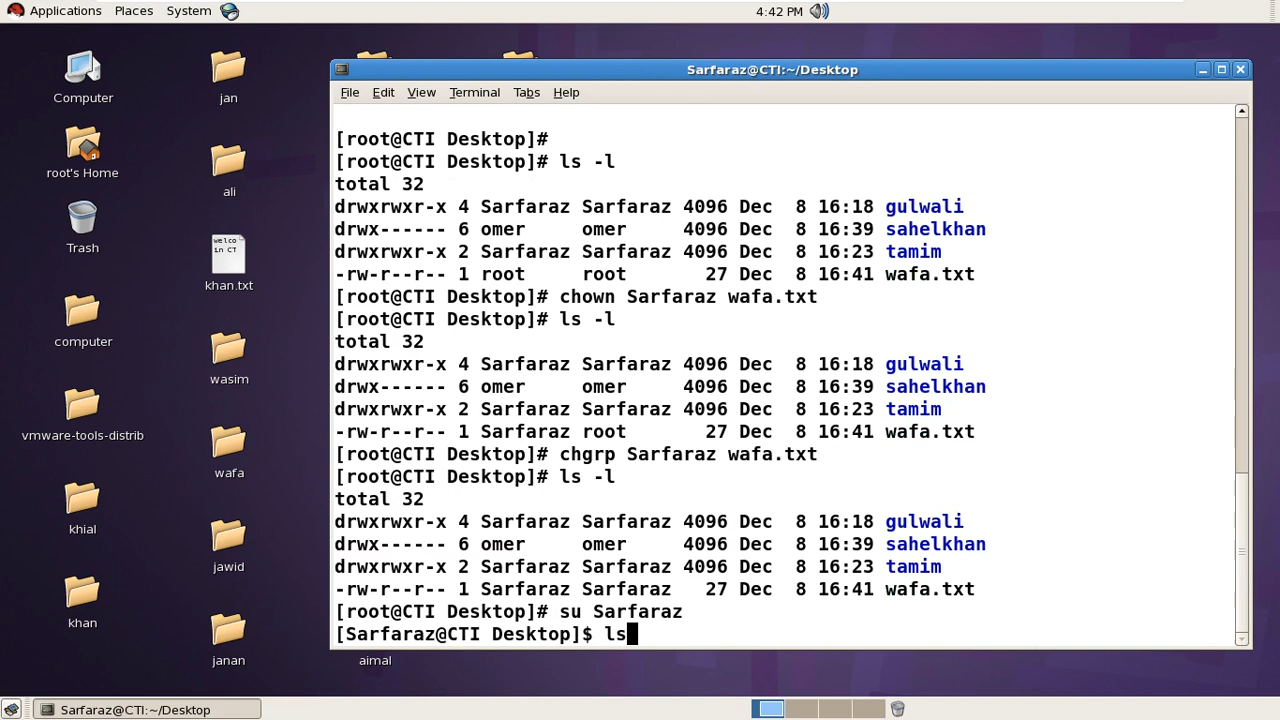 Applications Places System
4:42 PM
Computer
jan
root's Home
ali
Trash
welco
in CT
khan.txt
computer
wasim
vmware-tools-distrib
wafa
khial
jawid
khan
janan
aimal
Sarfaraz@CTI:~/Desktop
File Edit View Terminal Tabs Help
[root@CTI Desktop]#
[root@CTI Desktop]# ls -l
total 32
drwxrwxr-x 4 Sarfaraz Sarfaraz 4096 Dec  8 16:18 gulwali
drwx------ 6 omer     omer     4096 Dec  8 16:39 sahelkhan
drwxrwxr-x 2 Sarfaraz Sarfaraz 4096 Dec  8 16:23 tamim
-rw-r--r-- 1 root     root       27 Dec  8 16:41 wafa.txt
[root@CTI Desktop]# chown Sarfaraz wafa.txt
[root@CTI Desktop]# ls -l
total 32
drwxrwxr-x 4 Sarfaraz Sarfaraz 4096 Dec  8 16:18 gulwali
drwx------ 6 omer     omer     4096 Dec  8 16:39 sahelkhan
drwxrwxr-x 2 Sarfaraz Sarfaraz 4096 Dec  8 16:23 tamim
-rw-r--r-- 1 Sarfaraz root       27 Dec  8 16:41 wafa.txt
[root@CTI Desktop]# chgrp Sarfaraz wafa.txt
[root@CTI Desktop]# ls -l
total 32
drwxrwxr-x 4 Sarfaraz Sarfaraz 4096 Dec  8 16:18 gulwali
drwx------ 6 omer     omer     4096 Dec  8 16:39 sahelkhan
drwxrwxr-x 2 Sarfaraz Sarfaraz 4096 Dec  8 16:23 tamim
-rw-r--r-- 1 Sarfaraz Sarfaraz   27 Dec  8 16:41 wafa.txt
[root@CTI Desktop]# su Sarfaraz
[Sarfaraz@CTI Desktop]$ ls
Sarfaraz@CTI:~/Desktop